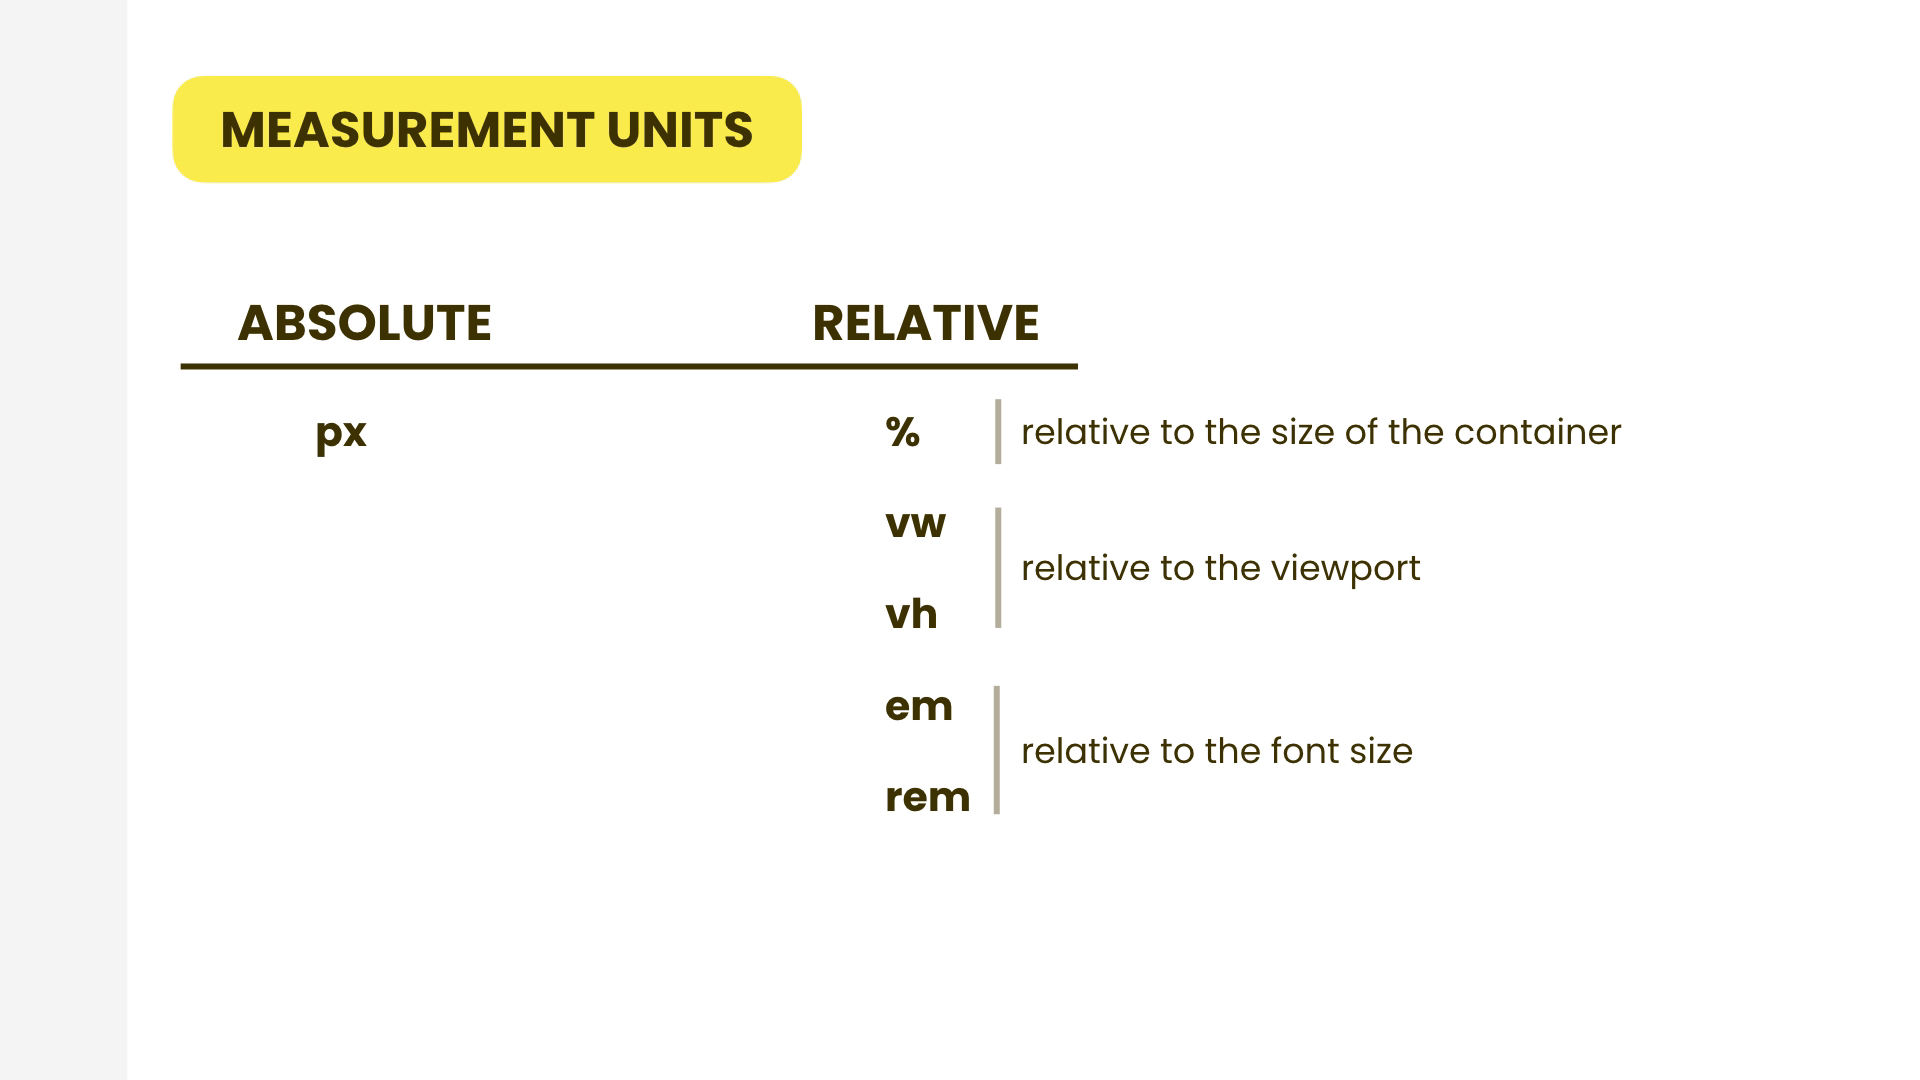 MEASUREMENT UNITS
ABSOLUTE RELATIVE
px % relative to the size of the container
vw
relative to the viewport
vh
em
relative to the font size
rem